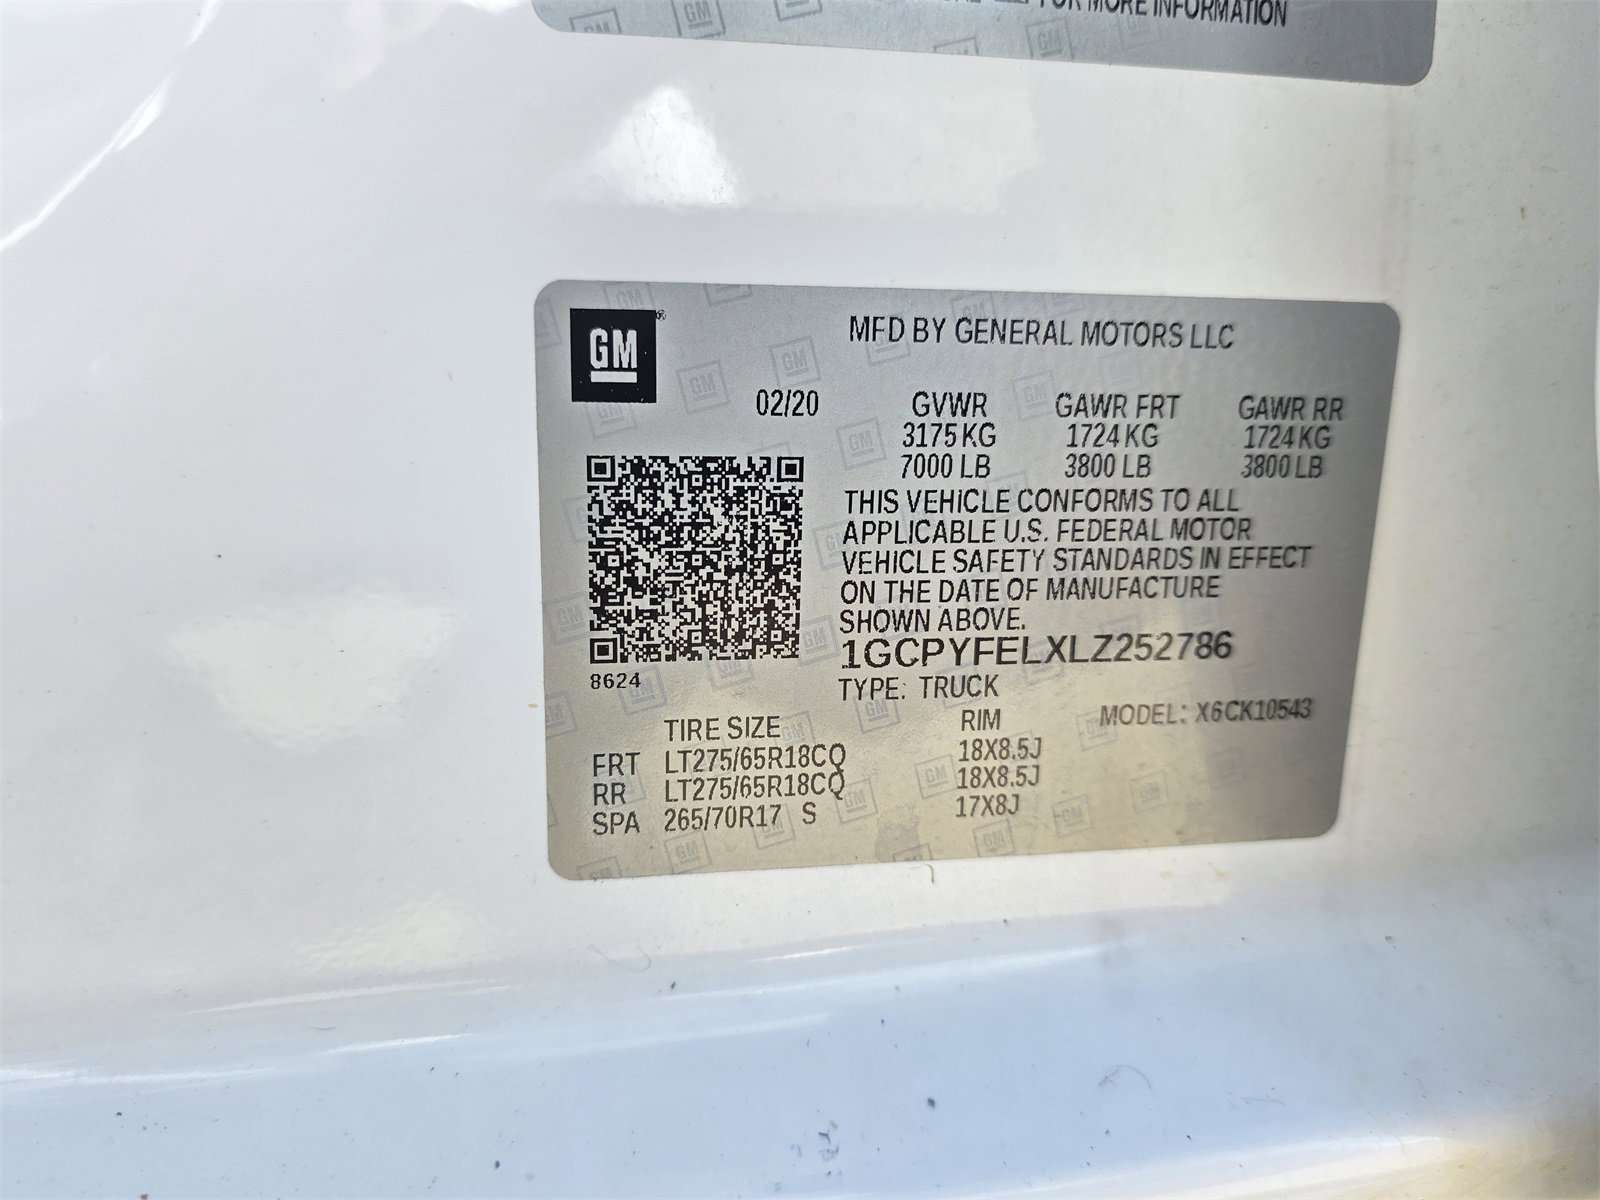 FOR MORE INFORMATION
GM
MFD BY GENERAL MOTORS LLC
02/20 GVWR GAWR FRT GAWR RR
3175 KG 1724 KG 1724 KG
7000 LB 3800 LB 3800 LB
THIS VEHICLE CONFORMS TO ALL
APPLICABLE U.S. FEDERAL MOTOR
VEHICLE SAFETY STANDARDS IN EFFECT
ON THE DATE OF MANUFACTURE
SHOWN ABOVE.
1GCPYFELXLZ252786
8624
TYPE: TRUCK
TIRE SIZE RIM MODEL: X6CK10543
FRT LT275/65R18CQ 18X8.5J
RR LT275/65R18CQ 18X8.5J
SPA 265/70R17 S 17X8J